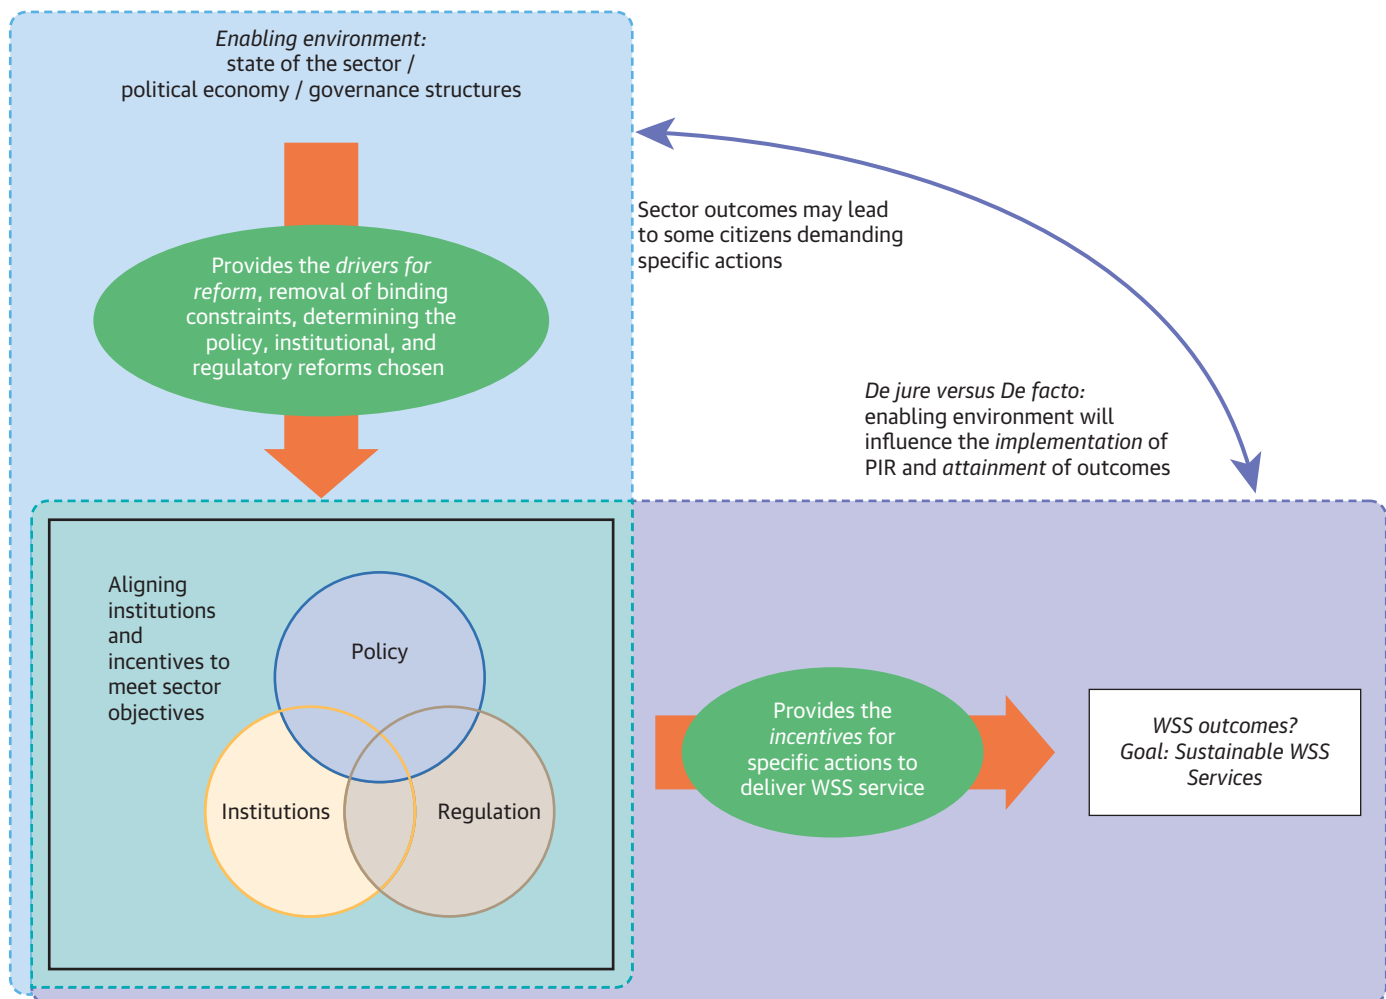 Enabling environment:
state of the sector /
political economy / governance structures
Provides the drivers for
reform, removal of binding
constraints, determining the
policy, institutional, and
regulatory reforms chosen
Sector outcomes may lead
to some citizens demanding
specific actions
De jure versus De facto:
enabling environment will
influence the implementation of
PIR and attainment of outcomes
Aligning
institutions
and
incentives to
meet sector
objectives
Policy
Institutions
Regulation
Provides the
incentives for
specific actions to
deliver WSS service
WSS outcomes?
Goal: Sustainable WSS
Services